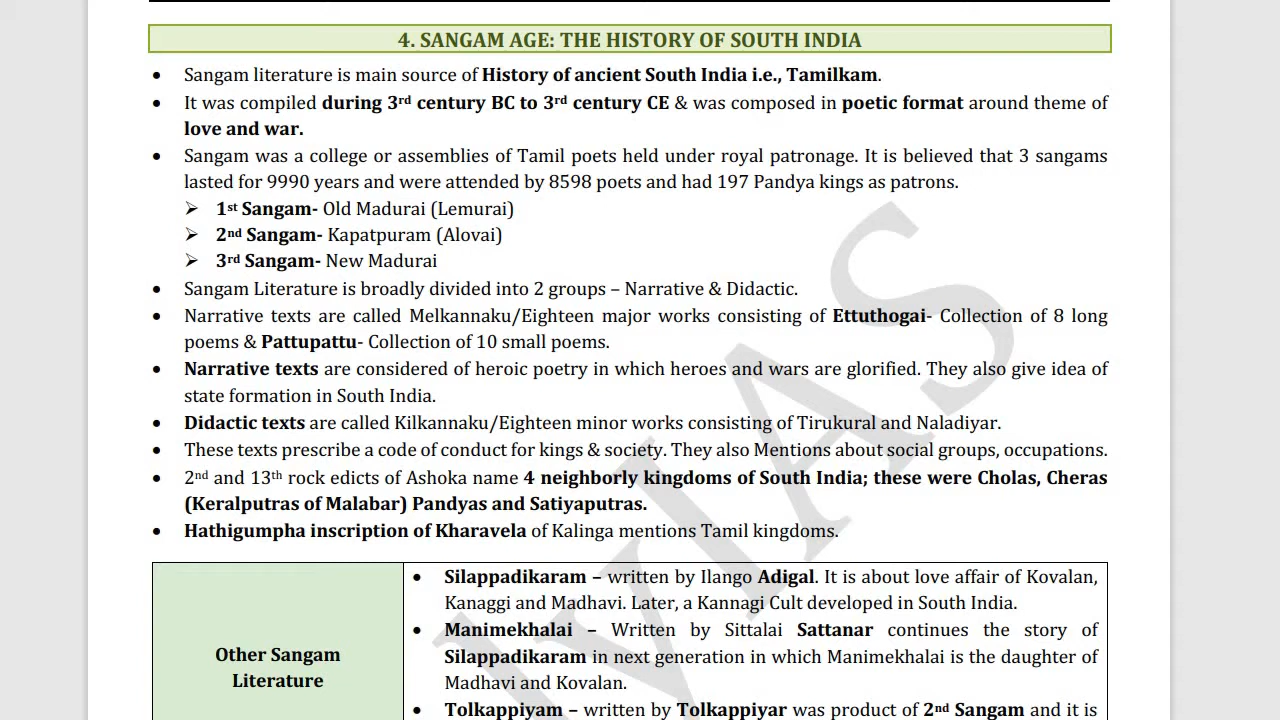 4. SANGAM AGE: THE HISTORY OF SOUTH INDIA
• Sangam literature is main source of History of ancient South India i.e., Tamilkam.
• It was compiled during 3rd century BC to 3rd century CE & was composed in poetic format around theme of
love and war.
• Sangam was a college or assemblies of Tamil poets held under royal patronage. It is believed that 3 sangams
lasted for 9990 years and were attended by 8598 poets and had 197 Pandya kings as patrons.
➢ 1st Sangam- Old Madurai (Lemurai)
➢ 2nd Sangam- Kapatpuram (Alovai)
➢ 3rd Sangam- New Madurai
• Sangam Literature is broadly divided into 2 groups – Narrative & Didactic.
• Narrative texts are called Melkannaku/Eighteen major works consisting of Ettuthogai- Collection of 8 long
poems & Pattupattu- Collection of 10 small poems.
• Narrative texts are considered of heroic poetry in which heroes and wars are glorified. They also give idea of
state formation in South India.
• Didactic texts are called Kilkannaku/Eighteen minor works consisting of Tirukural and Naladiyar.
• These texts prescribe a code of conduct for kings & society. They also Mentions about social groups, occupations.
• 2nd and 13th rock edicts of Ashoka name 4 neighborly kingdoms of South India; these were Cholas, Cheras
(Keralputras of Malabar) Pandyas and Satiyaputras.
• Hathigumpha inscription of Kharavela of Kalinga mentions Tamil kingdoms.
Other Sangam
Literature
• Silappadikaram – written by Ilango Adigal. It is about love affair of Kovalan,
Kanaggi and Madhavi. Later, a Kannagi Cult developed in South India.
• Manimekhalai – Written by Sittalai Sattanar continues the story of
Silappadikaram in next generation in which Manimekhalai is the daughter of
Madhavi and Kovalan.
• Tolkappiyam – written by Tolkappiyar was product of 2nd Sangam and it is